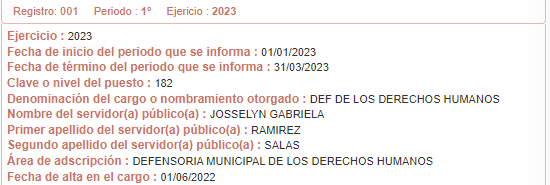 Registro: 001 Periodo : 1° Ejericio : 2023
Ejercicio : 2023
Fecha de inicio del periodo que se informa : 01/01/2023
Fecha de término del periodo que se informa : 31/03/2023
Clave o nivel del puesto : 182
Denominación del cargo o nombramiento otorgado : DEF DE LOS DERECHOS HUMANOS
Nombre del servidor(a) público(a) : JOSSELYN GABRIELA
Primer apellido del servidor(a) público(a) : RAMIREZ
Segundo apellido del servidor(a) público(a) : SALAS
Área de adscripción : DEFENSORIA MUNICIPAL DE LOS DERECHOS HUMANOS
Fecha de alta en el cargo : 01/06/2022